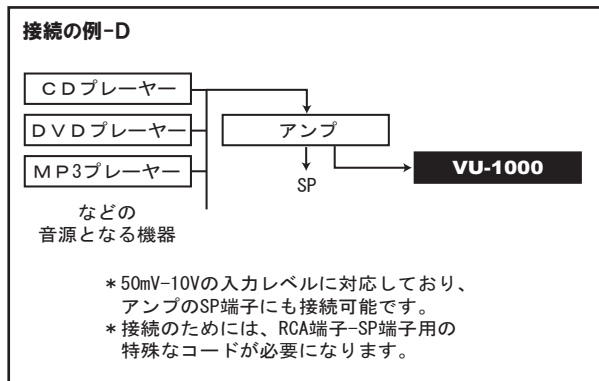 接続の例-D
CDプレーヤー
DVDプレーヤー
MP3プレーヤー
などの
音源となる機器
アンプ
SP
VU-1000
*50mV-10Vの入力レベルに対応しており、
アンプのSP端子にも接続可能です。
*接続のためには、RCA端子-SP端子用の
特殊なコードが必要になります。